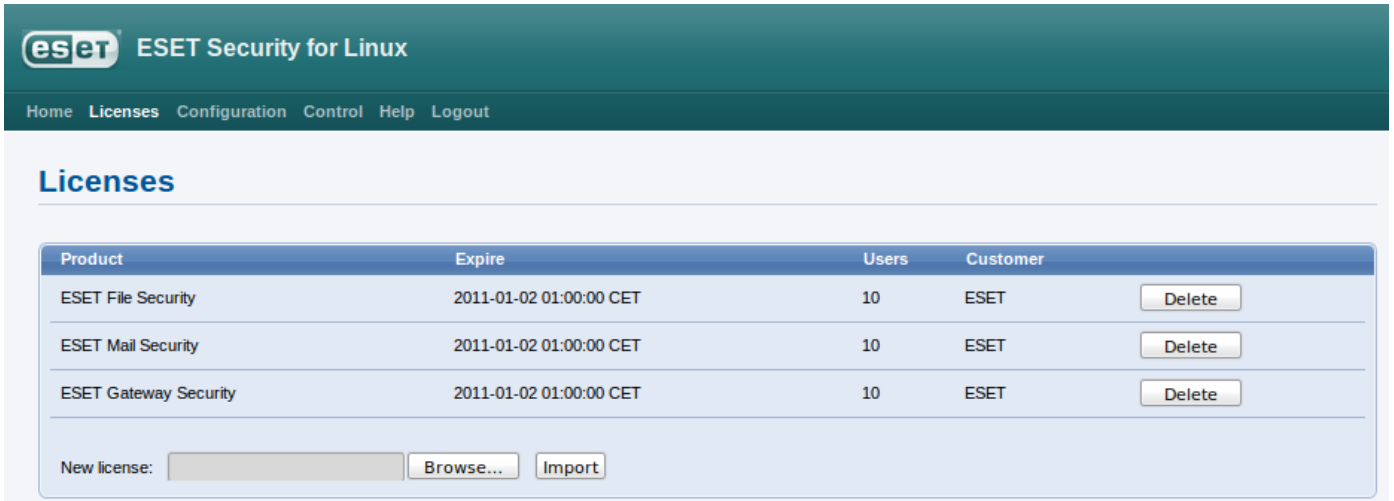 eset ESET Security for Linux
Home Licenses Configuration Control Help Logout
Licenses
Product Expire Users Customer
ESET File Security 2011-01-02 01:00:00 CET 10 ESET Delete
ESET Mail Security 2011-01-02 01:00:00 CET 10 ESET Delete
ESET Gateway Security 2011-01-02 01:00:00 CET 10 ESET Delete
New license: Browse... Import